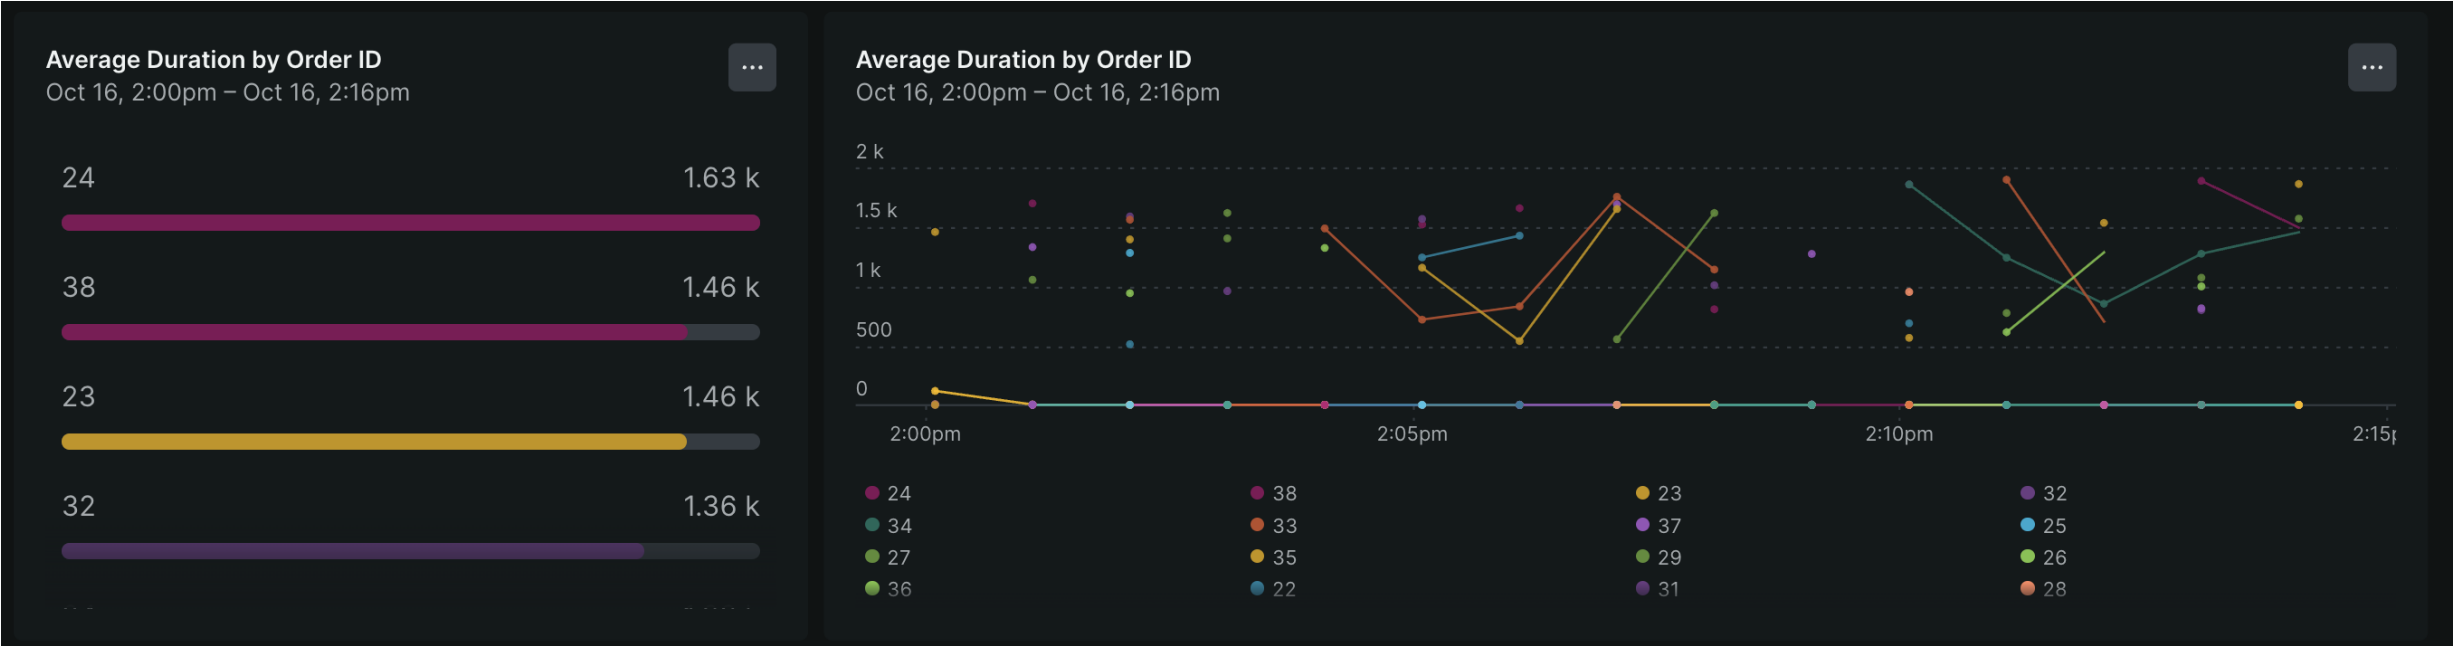 Average Duration by Order ID
Oct 16, 2:00pm – Oct 16, 2:16pm
24 1.63 k
38 1.46 k
23 1.46 k
32 1.36 k
Average Duration by Order ID
Oct 16, 2:00pm – Oct 16, 2:16pm
2 k
1.5 k
1 k
500
0
2:00pm 2:05pm 2:10pm 2:15p
24 38 23 32
34 33 37 25
27 35 29 26
36 22 31 28